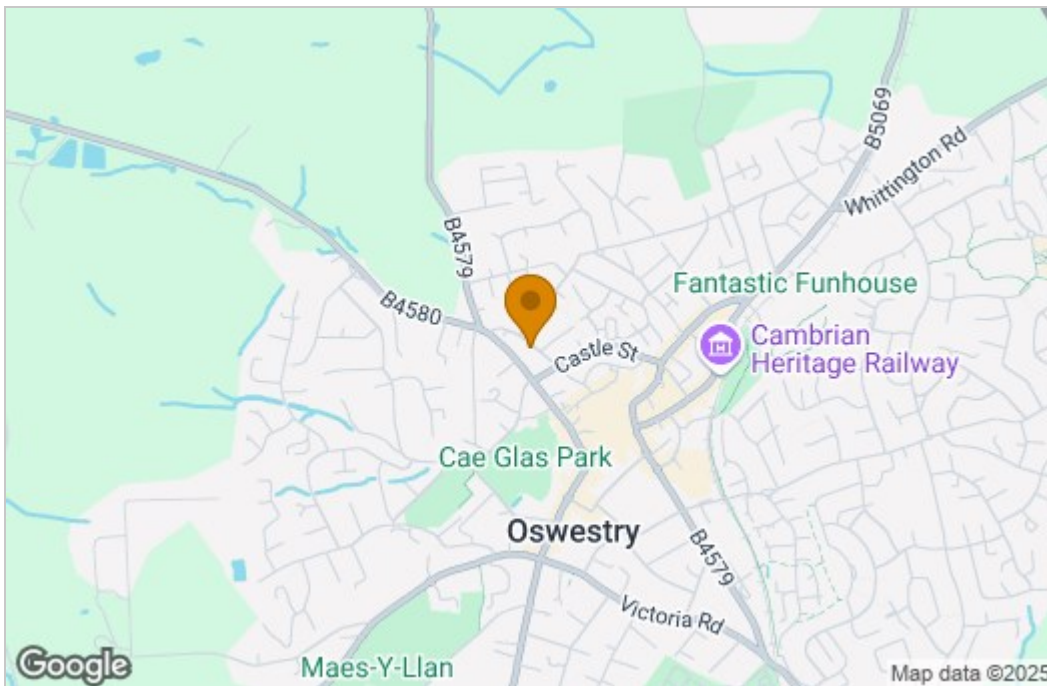 B5069
Whittington Rd
B4579
Fantastic Funhouse
B4580
Castle St
Cambrian
Heritage Railway
Cae Glas Park
Oswestry
B4579
Victoria Rd
Maes-Y-Llan
Google
Map data ©2025